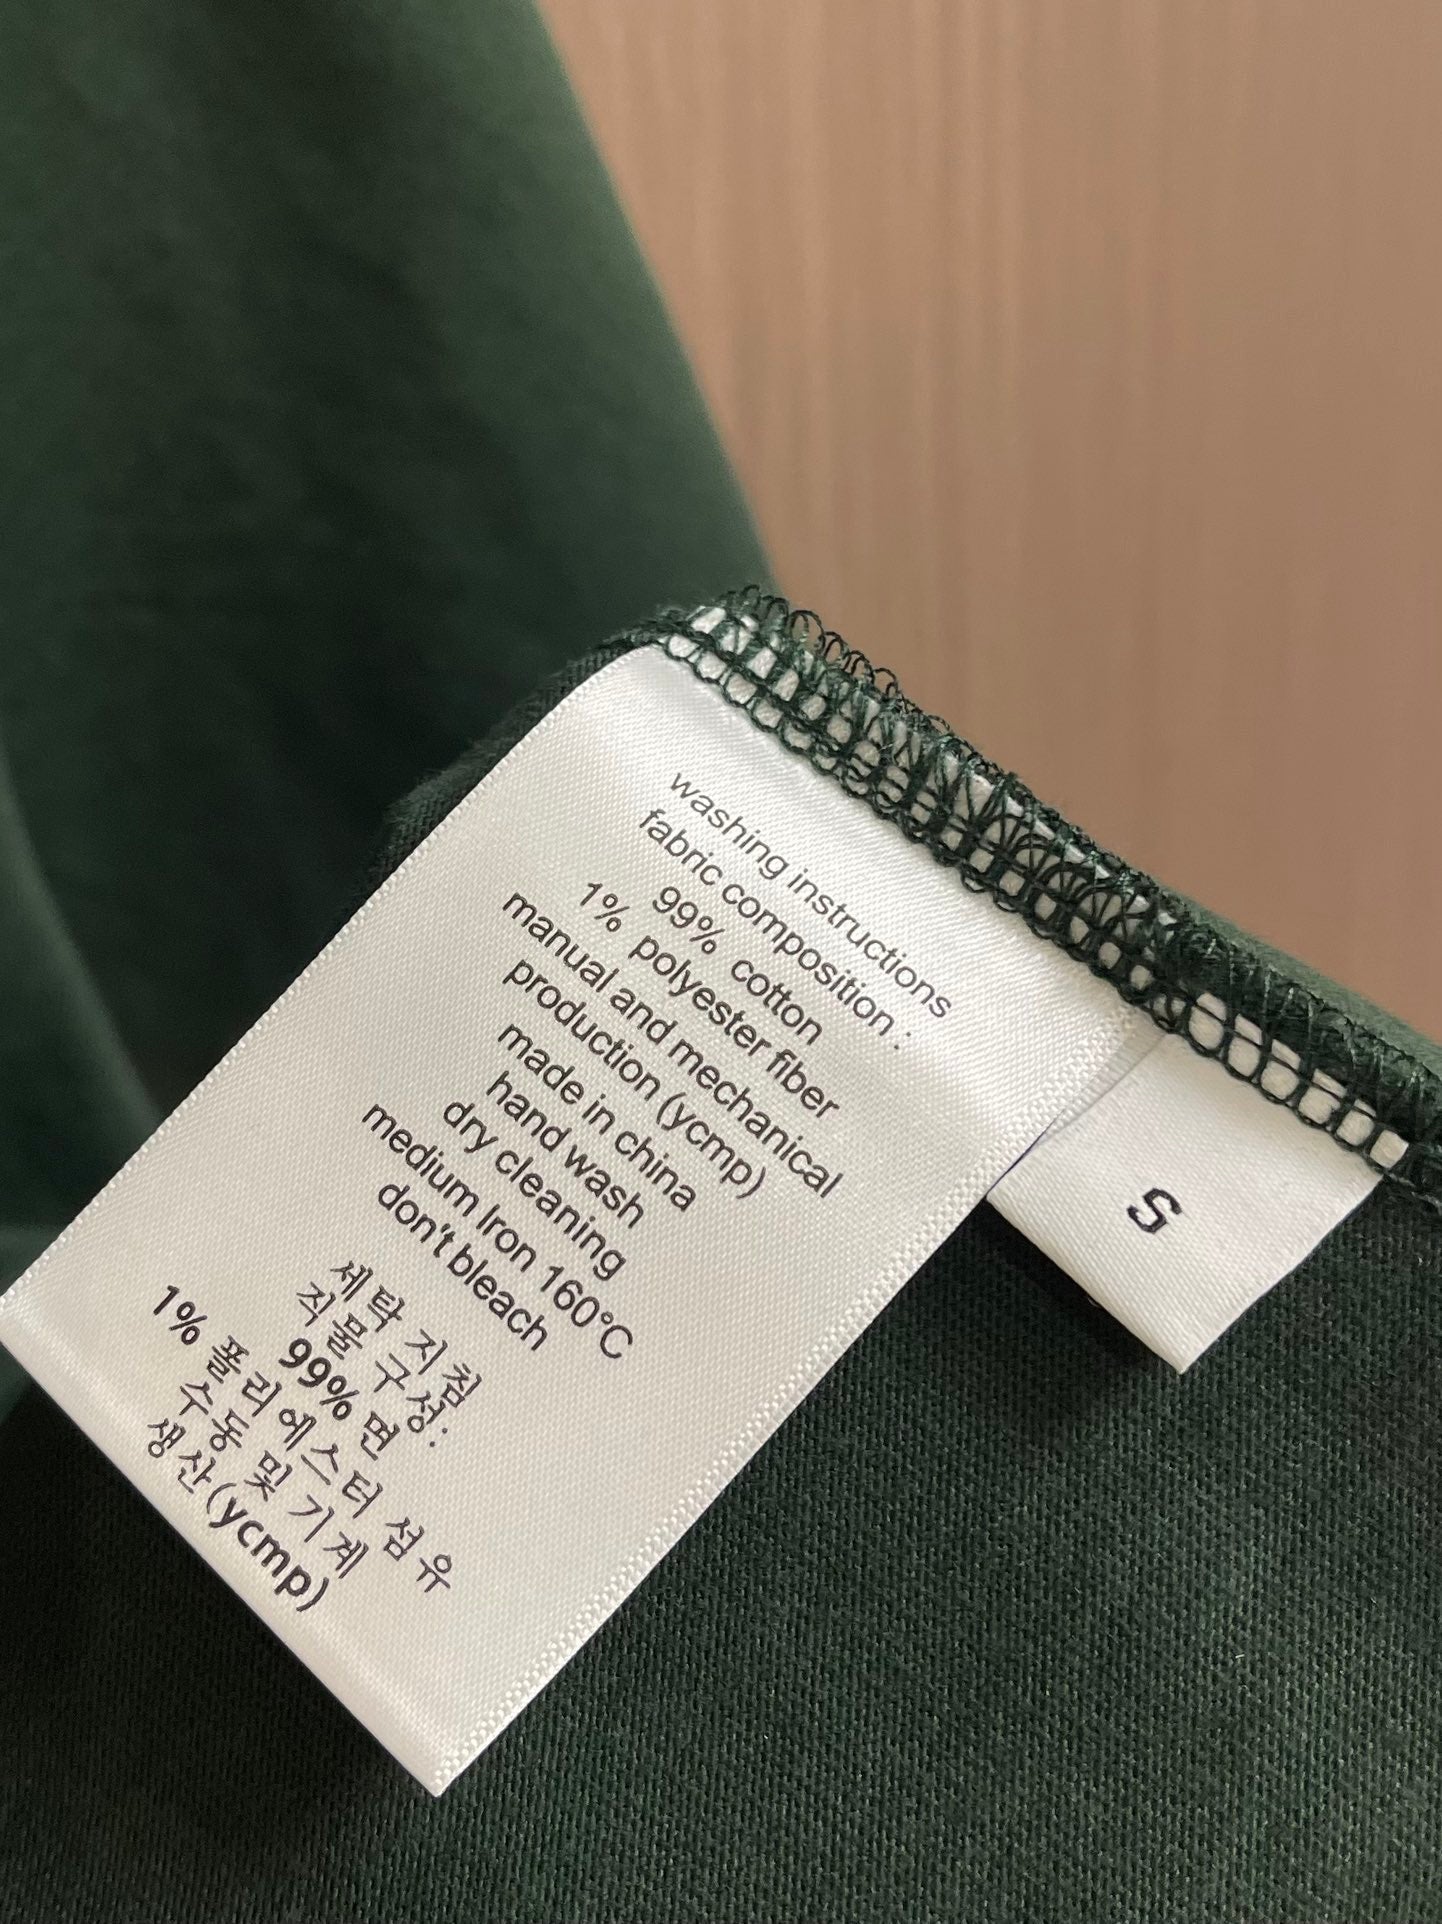 washing instructions
fabric composition :
99% cotton
1% polyester fiber
manual and mechanical
production (ycmp)
made in china
hand wash
dry cleaning
medium Iron 160°C
don't bleach
세탁 지침
직물 구성:
99% 면
1% 폴리에스터 섬유
수동 및 기계
생산(ycmp)
S